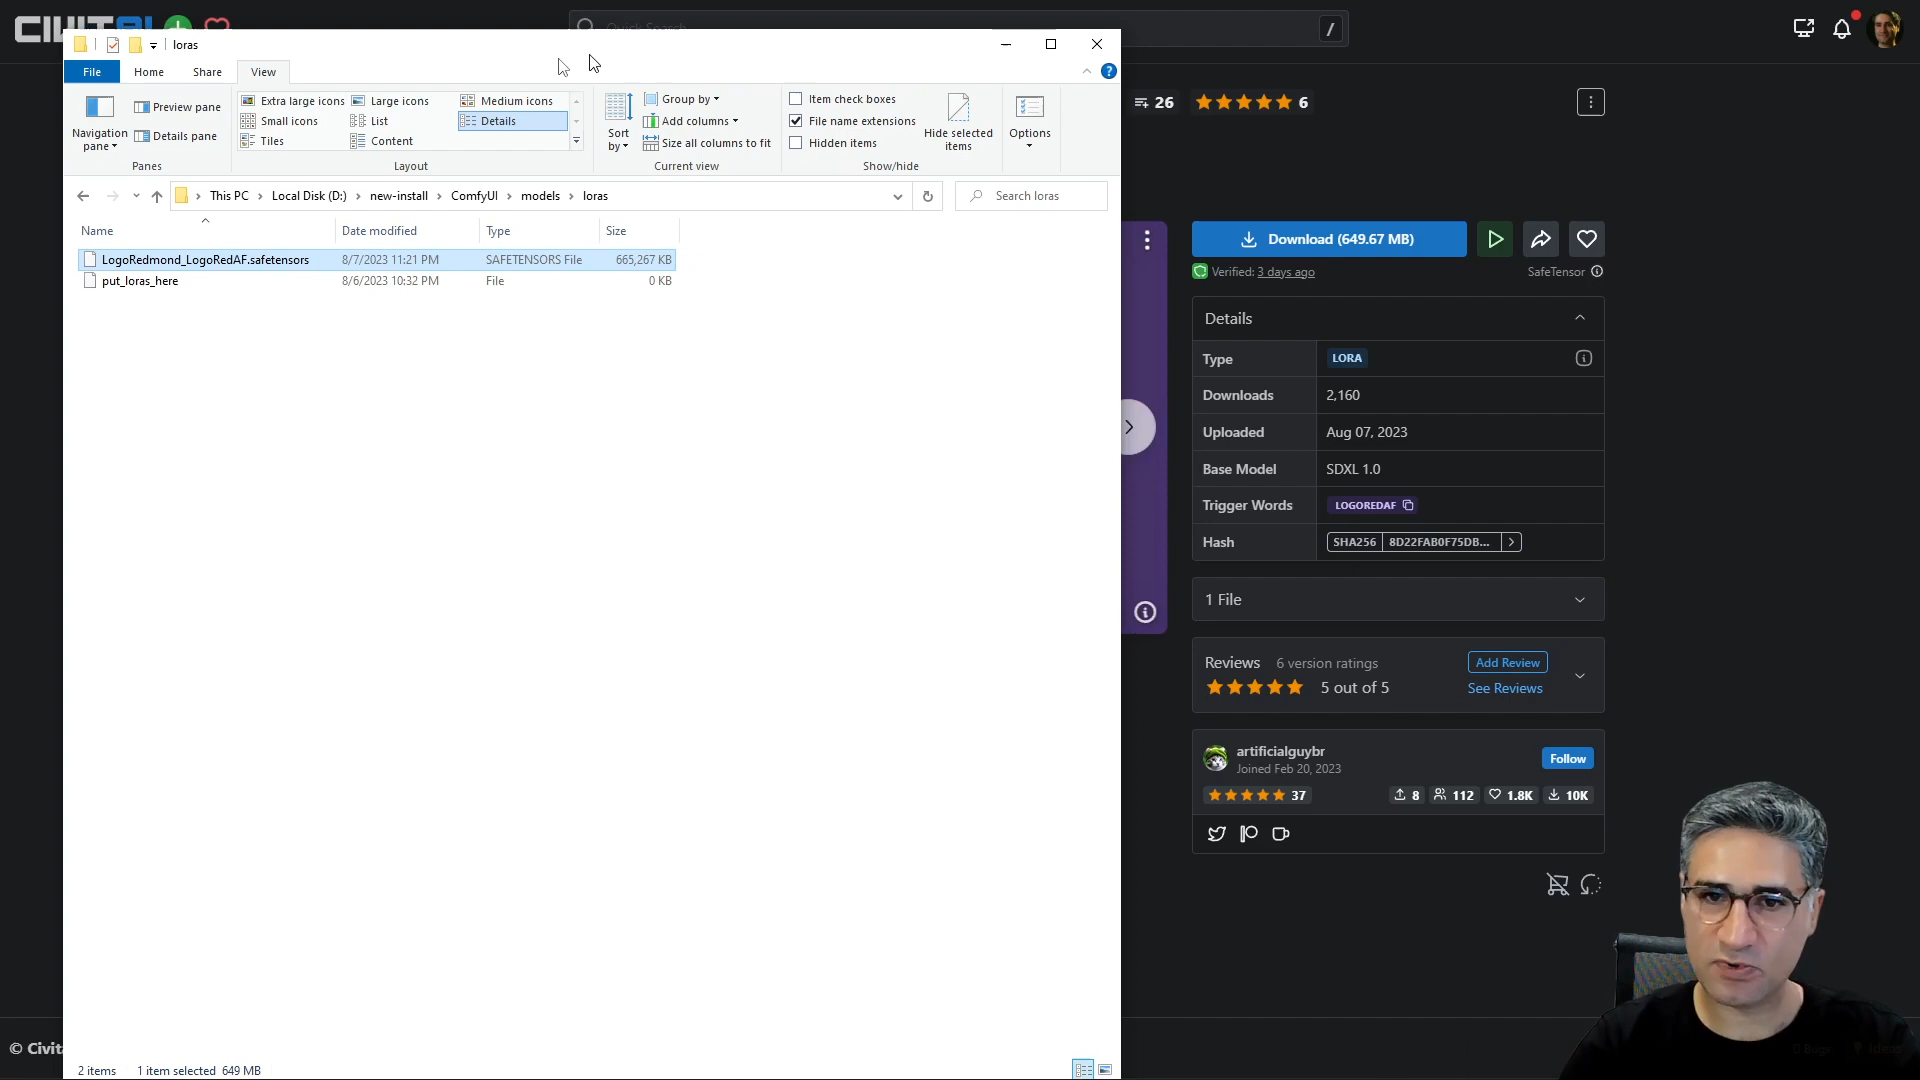 CIVITAI
Quick Search
/
loras
File
Home
Share
View
?
Navigation pane
Preview pane
Details pane
Panes
Extra large icons
Large icons
Medium icons
Small icons
List
Details
Tiles
Content
Layout
Sort by
Group by
Add columns
Size all columns to fit
Current view
Item check boxes
File name extensions
Hidden items
Hide selected items
Show/hide
Options
This PC > Local Disk (D:) > new-install > ComfyUI > models > loras
Search loras
Name Date modified Type Size
LogoRedmond_LogoRedAF.safetensors 8/7/2023 11:21 PM SAFETENSORS File 665,267 KB
put_loras_here 8/6/2023 10:32 PM File 0 KB
2 items 1 item selected 649 MB
26 6
Download (649.67 MB)
Verified: 3 days ago
SafeTensor
Details
Type LORA
Downloads 2,160
Uploaded Aug 07, 2023
Base Model SDXL 1.0
Trigger Words LOGOREDAF
Hash SHA256 8D22FAB0F75DB...
1 File
Reviews 6 version ratings
5 out of 5
Add Review
See Reviews
artificialguybr
Joined Feb 20, 2023
Follow
37 8 112 1.8K 10K
© Civit